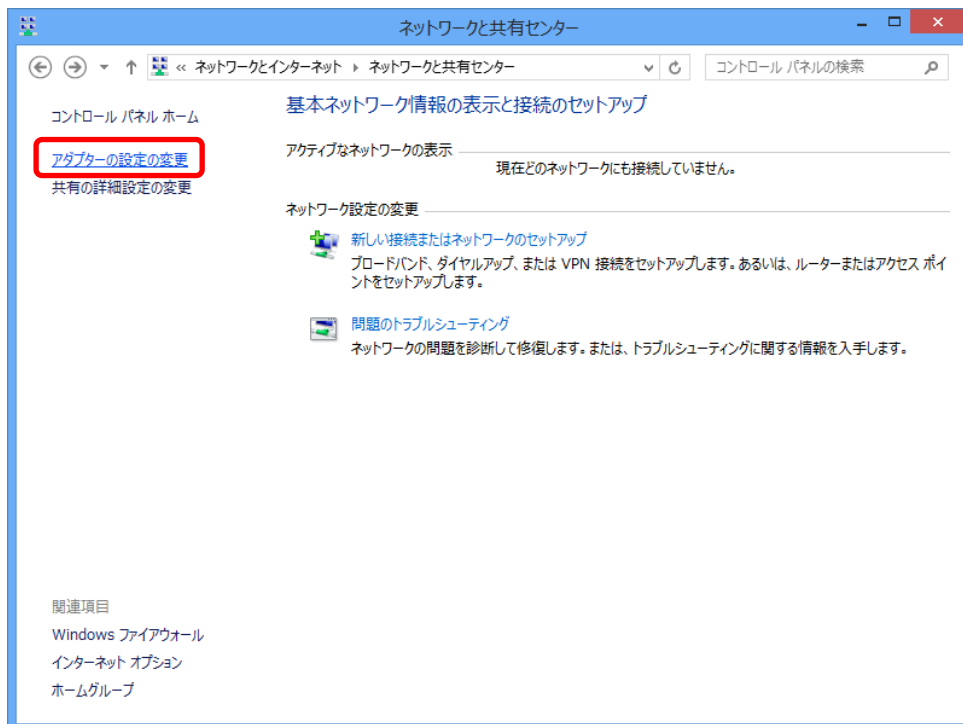 ネットワークと共有センター
« ネットワークとインターネット ▸ ネットワークと共有センター
コントロール パネルの検索
コントロール パネル ホーム
アダプターの設定の変更
共有の詳細設定の変更
基本ネットワーク情報の表示と接続のセットアップ
アクティブなネットワークの表示
現在どのネットワークにも接続していません。
ネットワーク設定の変更
新しい接続またはネットワークのセットアップ
ブロードバンド、ダイヤルアップ、または VPN 接続をセットアップします。あるいは、ルーターまたはアクセス ポイ
ントをセットアップします。
問題のトラブルシューティング
ネットワークの問題を診断して修復します。または、トラブルシューティングに関する情報を入手します。
関連項目
Windows ファイアウォール
インターネット オプション
ホームグループ